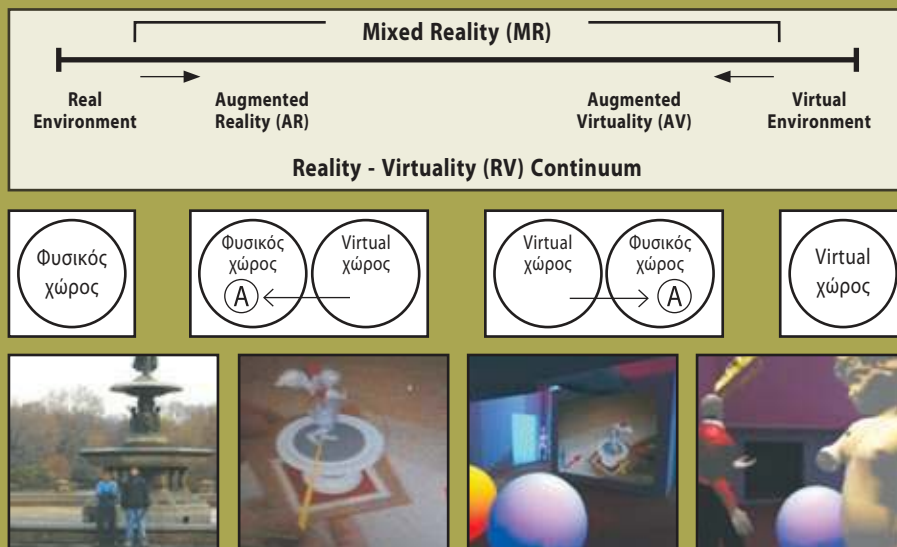 Mixed Reality (MR)
Real
Environment
Augmented
Reality (AR)
Augmented
Virtuality (AV)
Virtual
Environment
Reality - Virtuality (RV) Continuum
Φυσικός
χώρος
Φυσικός
χώρος
A
Virtual
χώρος
Virtual
χώρος
Φυσικός
χώρος
A
Virtual
χώρος